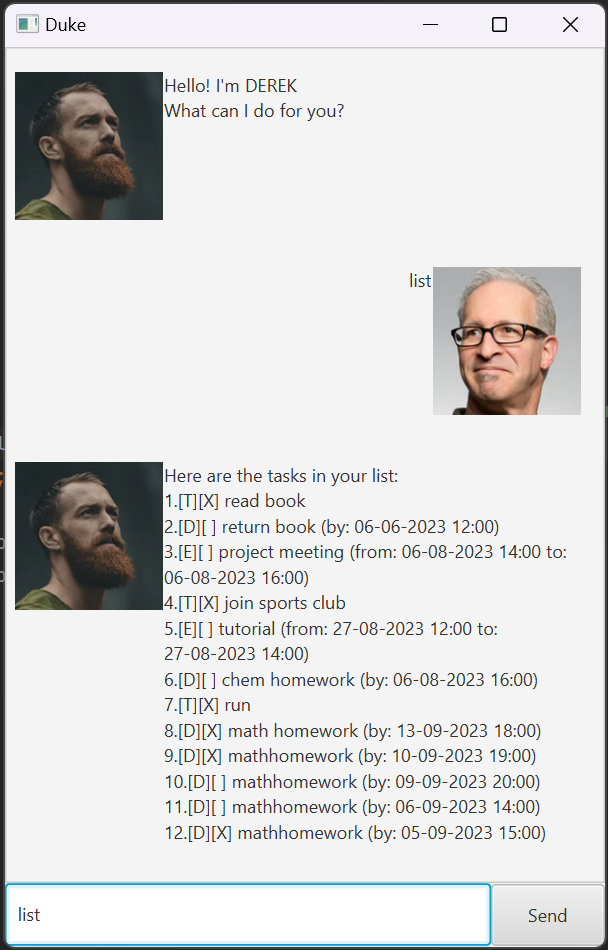 Duke
Hello! I'm DEREK
What can I do for you?
list
Here are the tasks in your list:
1.[T][X] read book
2.[D][ ] return book (by: 06-06-2023 12:00)
3.[E][ ] project meeting (from: 06-08-2023 14:00 to:
06-08-2023 16:00)
4.[T][X] join sports club
5.[E][ ] tutorial (from: 27-08-2023 12:00 to:
27-08-2023 14:00)
6.[D][ ] chem homework (by: 06-08-2023 16:00)
7.[T][X] run
8.[D][X] math homework (by: 13-09-2023 18:00)
9.[D][X] mathhomework (by: 10-09-2023 19:00)
10.[D][ ] mathhomework (by: 09-09-2023 20:00)
11.[D][ ] mathhomework (by: 06-09-2023 14:00)
12.[D][X] mathhomework (by: 05-09-2023 15:00)
list
Send